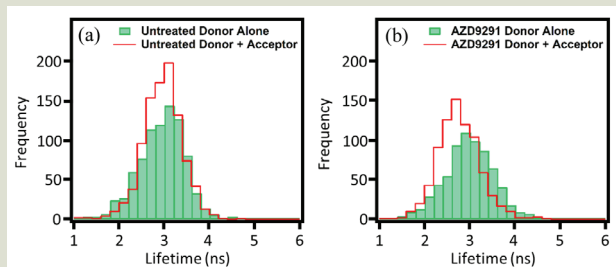 (a)
Untreated Donor Alone
Untreated Donor + Acceptor
Frequency
200
150
100
50
0
1 2 3 4 5 6
Lifetime (ns)
(b)
AZD9291 Donor Alone
AZD9291 Donor + Acceptor
Frequency
200
150
100
50
0
1 2 3 4 5 6
Lifetime (ns)